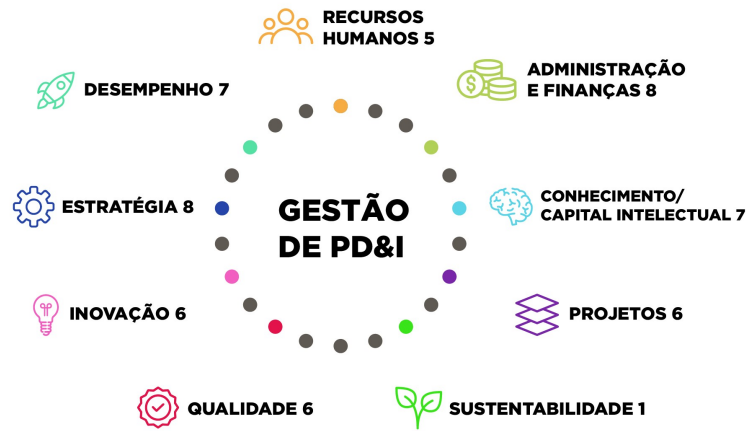 RECURSOS
HUMANOS 5
ADMINISTRAÇÃO
E FINANÇAS 8
DESEMPENHO 7
CONHECIMENTO/
CAPITAL INTELECTUAL 7
ESTRATÉGIA 8
GESTÃO
DE PD&I
INOVAÇÃO 6
PROJETOS 6
QUALIDADE 6
SUSTENTABILIDADE 1